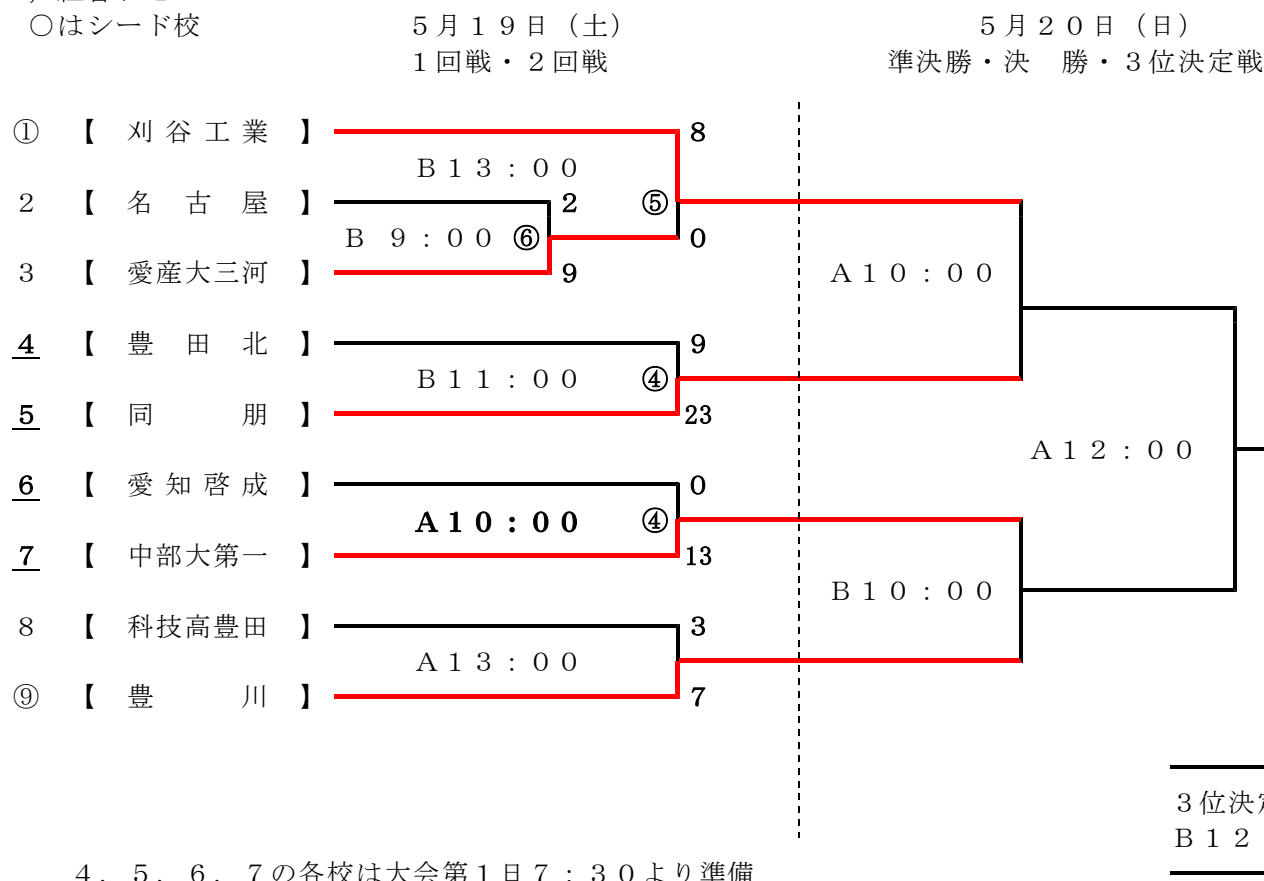 〇はシード校
５月１９日（土）
１回戦・２回戦
５月２０日（日）
準決勝・決　勝・３位決定戦
① 【 刈谷工業 】 8
B１３：００
2 【 名古屋 】 2 ⑤
B ９：００ ⑥ 0
3 【 愛産大三河 】 9
A１０：００
4 【 豊田北 】 9
B１１：００ ④
5 【 同朋 】 23
A１２：００
6 【 愛知啓成 】 0
A１０：００ ④
7 【 中部大第一 】 13
B１０：００
8 【 科技高豊田 】 3
A１３：００
⑨ 【 豊川 】 7
３位決
B１２
４，５，６，７の各校は大会第１日７：３０より準備